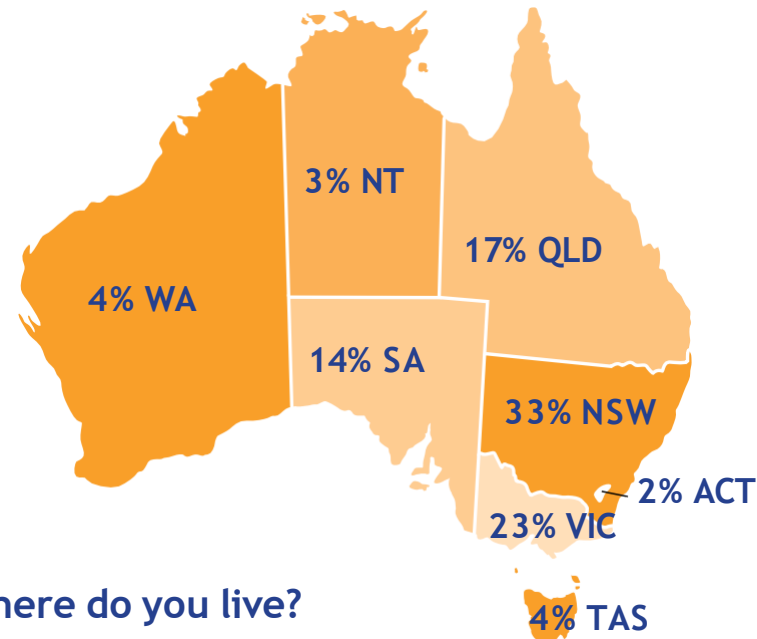 3% NT
17% QLD
4% WA
14% SA
33% NSW
2% ACT
23% VIC
do you live?
4% TAS